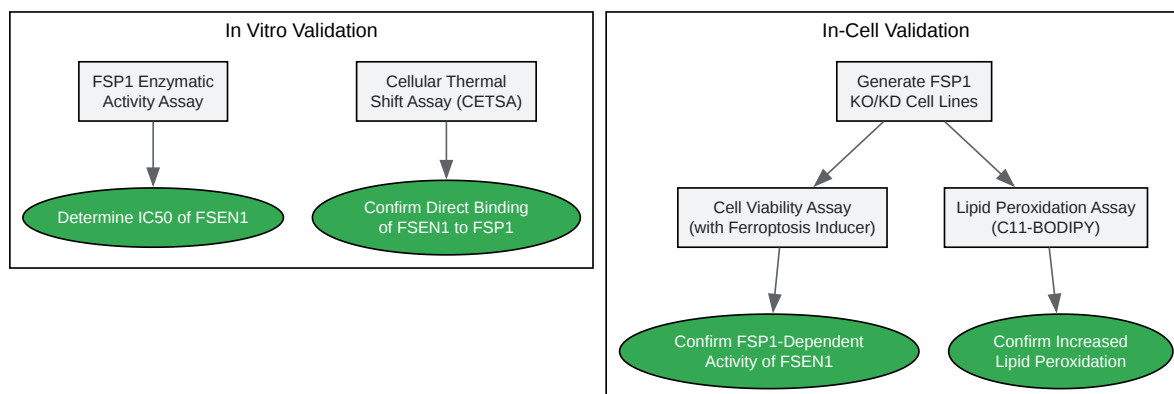 In Vitro Validation
FSP1 Enzymatic
Activity Assay
Cellular Thermal
Shift Assay (CETSA)
Determine IC50 of FSEN1
Confirm Direct Binding
of FSEN1 to FSP1
In-Cell Validation
Generate FSP1
KO/KD Cell Lines
Cell Viability Assay
(with Ferroptosis Inducer)
Lipid Peroxidation Assay
(C11-BODIPY)
Confirm FSP1-Dependent
Activity of FSEN1
Confirm Increased
Lipid Peroxidation